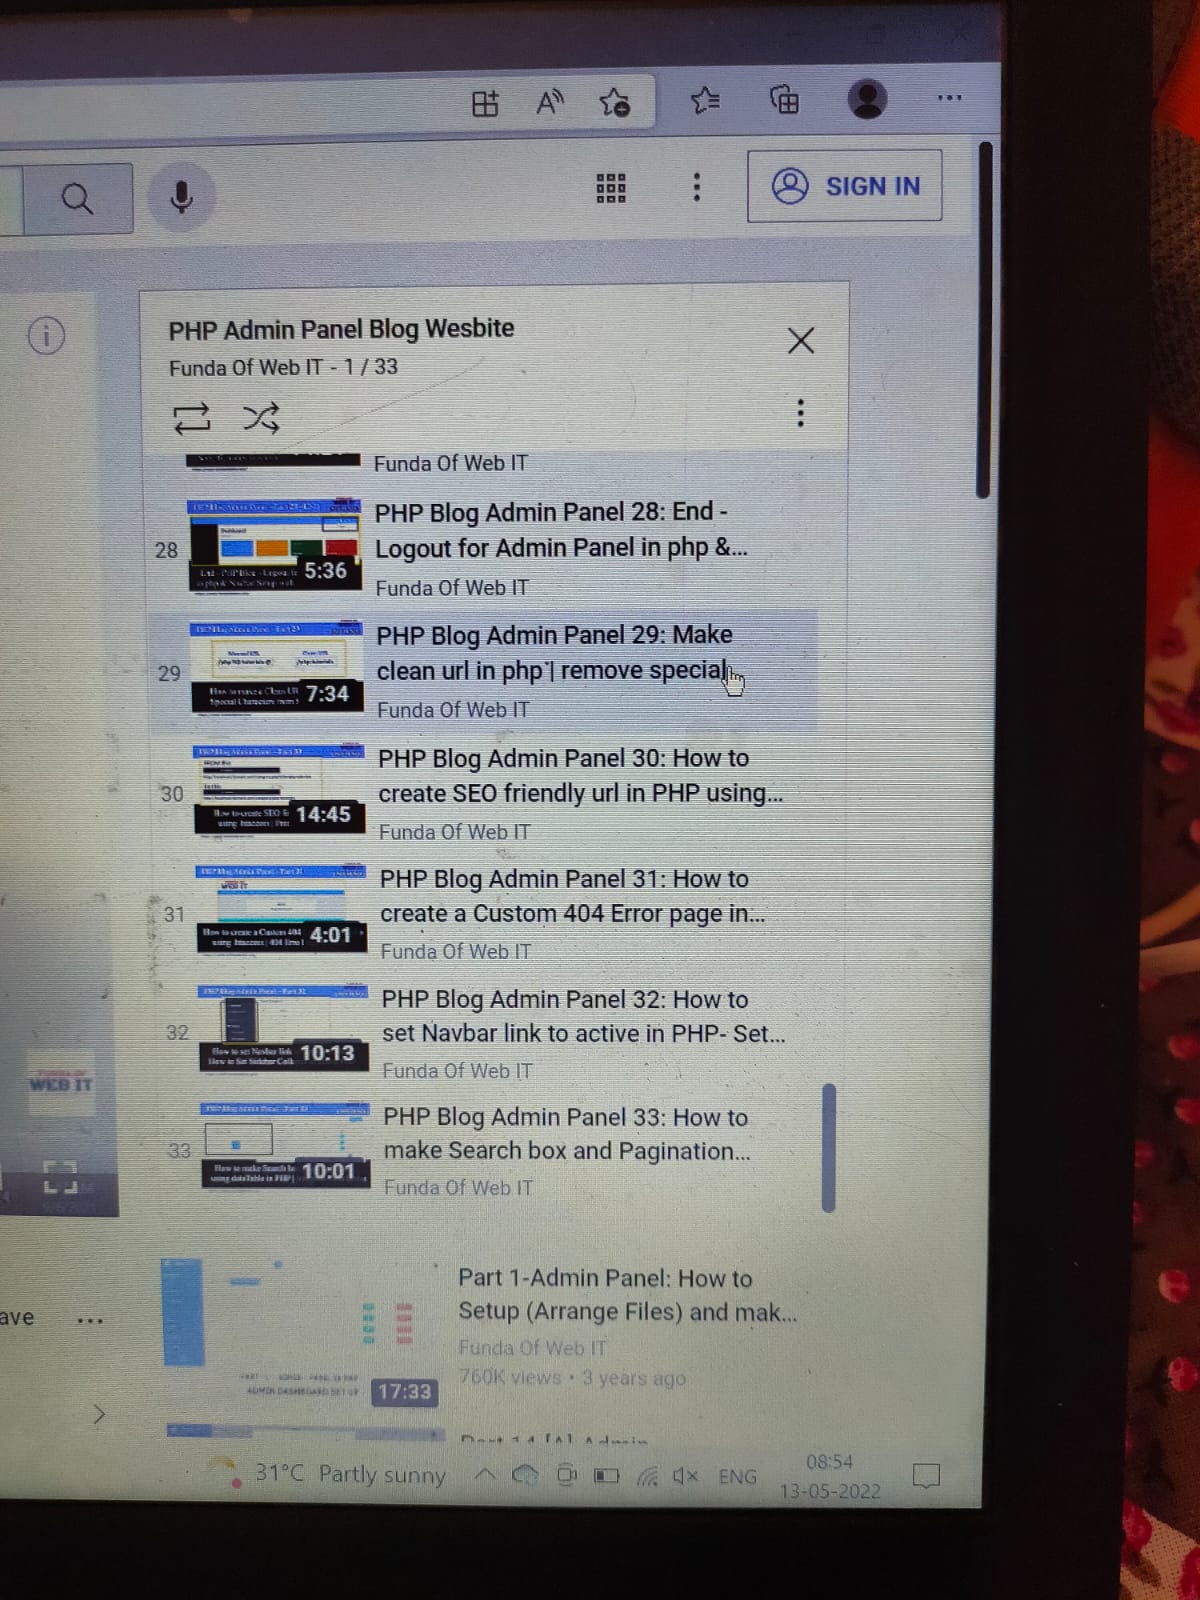 SIGN IN
PHP Admin Panel Blog Wesbite
Funda Of Web IT - 1 / 33
Funda Of Web IT
28
5:36
PHP Blog Admin Panel 28: End -
Logout for Admin Panel in php &...
Funda Of Web IT
29
7:34
PHP Blog Admin Panel 29: Make
clean url in php | remove special
Funda Of Web IT
30
14:45
PHP Blog Admin Panel 30: How to
create SEO friendly url in PHP using...
Funda Of Web IT
31
4:01
PHP Blog Admin Panel 31: How to
create a Custom 404 Error page in...
Funda Of Web IT
32
10:13
PHP Blog Admin Panel 32: How to
set Navbar link to active in PHP- Set...
Funda Of Web IT
33
10:01
PHP Blog Admin Panel 33: How to
make Search box and Pagination...
Funda Of Web IT
WEB IT
ave
17:33
Part 1-Admin Panel: How to
Setup (Arrange Files) and mak...
Funda Of Web IT
760K views • 3 years ago
31°C Partly sunny
ENG
08:54
13-05-2022